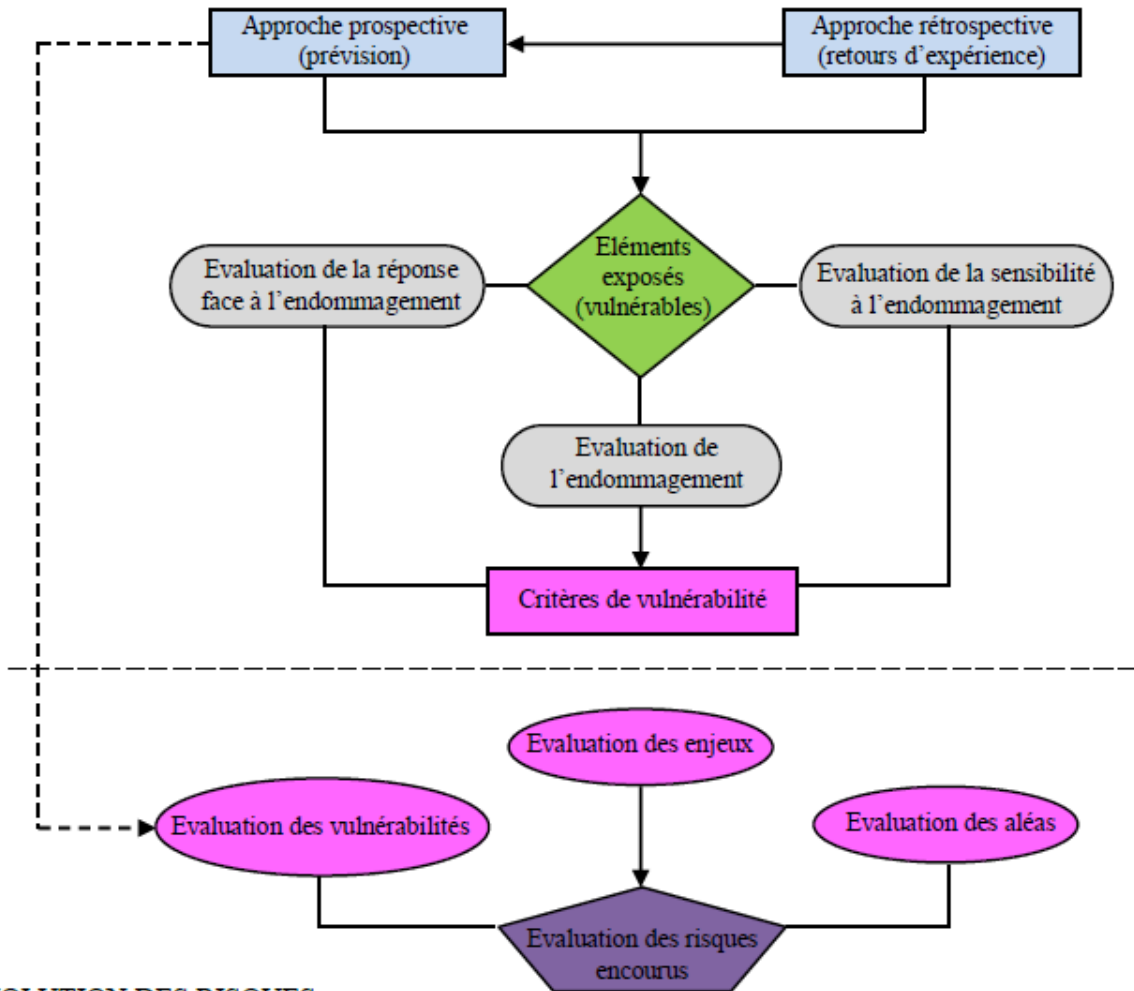 Approche prospective
(prévision)
Approche rétrospective
(retours d'expérience)
Eléments
exposés
(vulnérables)
Evaluation de la réponse
face à l'endommagement
Evaluation de la sensibilité
à l'endommagement
Evaluation de
l'endommagement
Critères de vulnérabilité
Evaluation des enjeux
Evaluation des vulnérabilités
Evaluation des aléas
Evaluation des risques
encourus
DES RISQUES